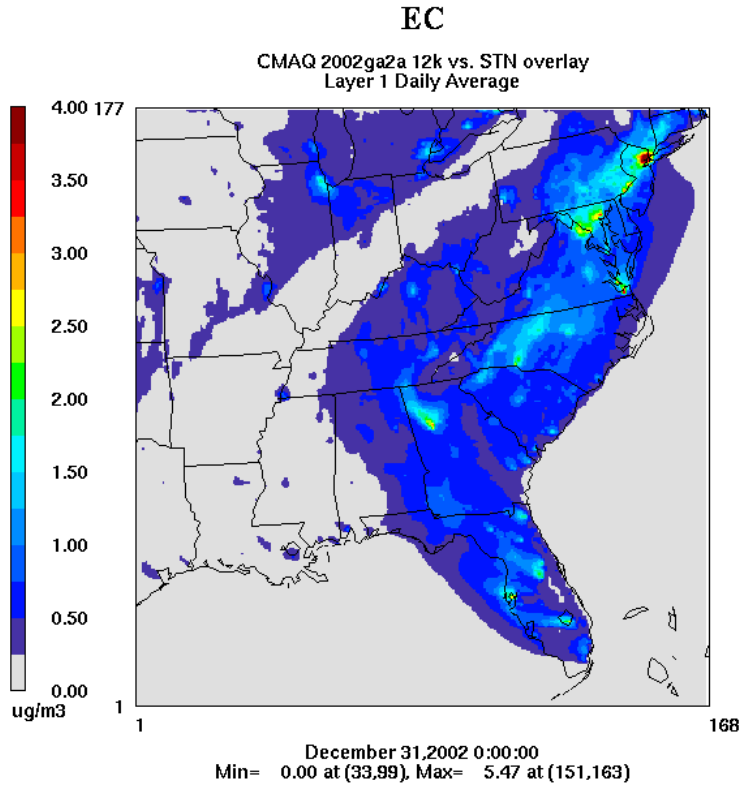 EC
CMAQ 2002ga2a 12k vs. STN overlay
Layer 1 Daily Average
4.00
3.50
3.00
2.50
2.00
1.50
1.00
0.50
0.00
ug/m3
177
1
1
168
December 31,2002 0:00:00
Min= 0.00 at (33,99), Max= 5.47 at (151,163)